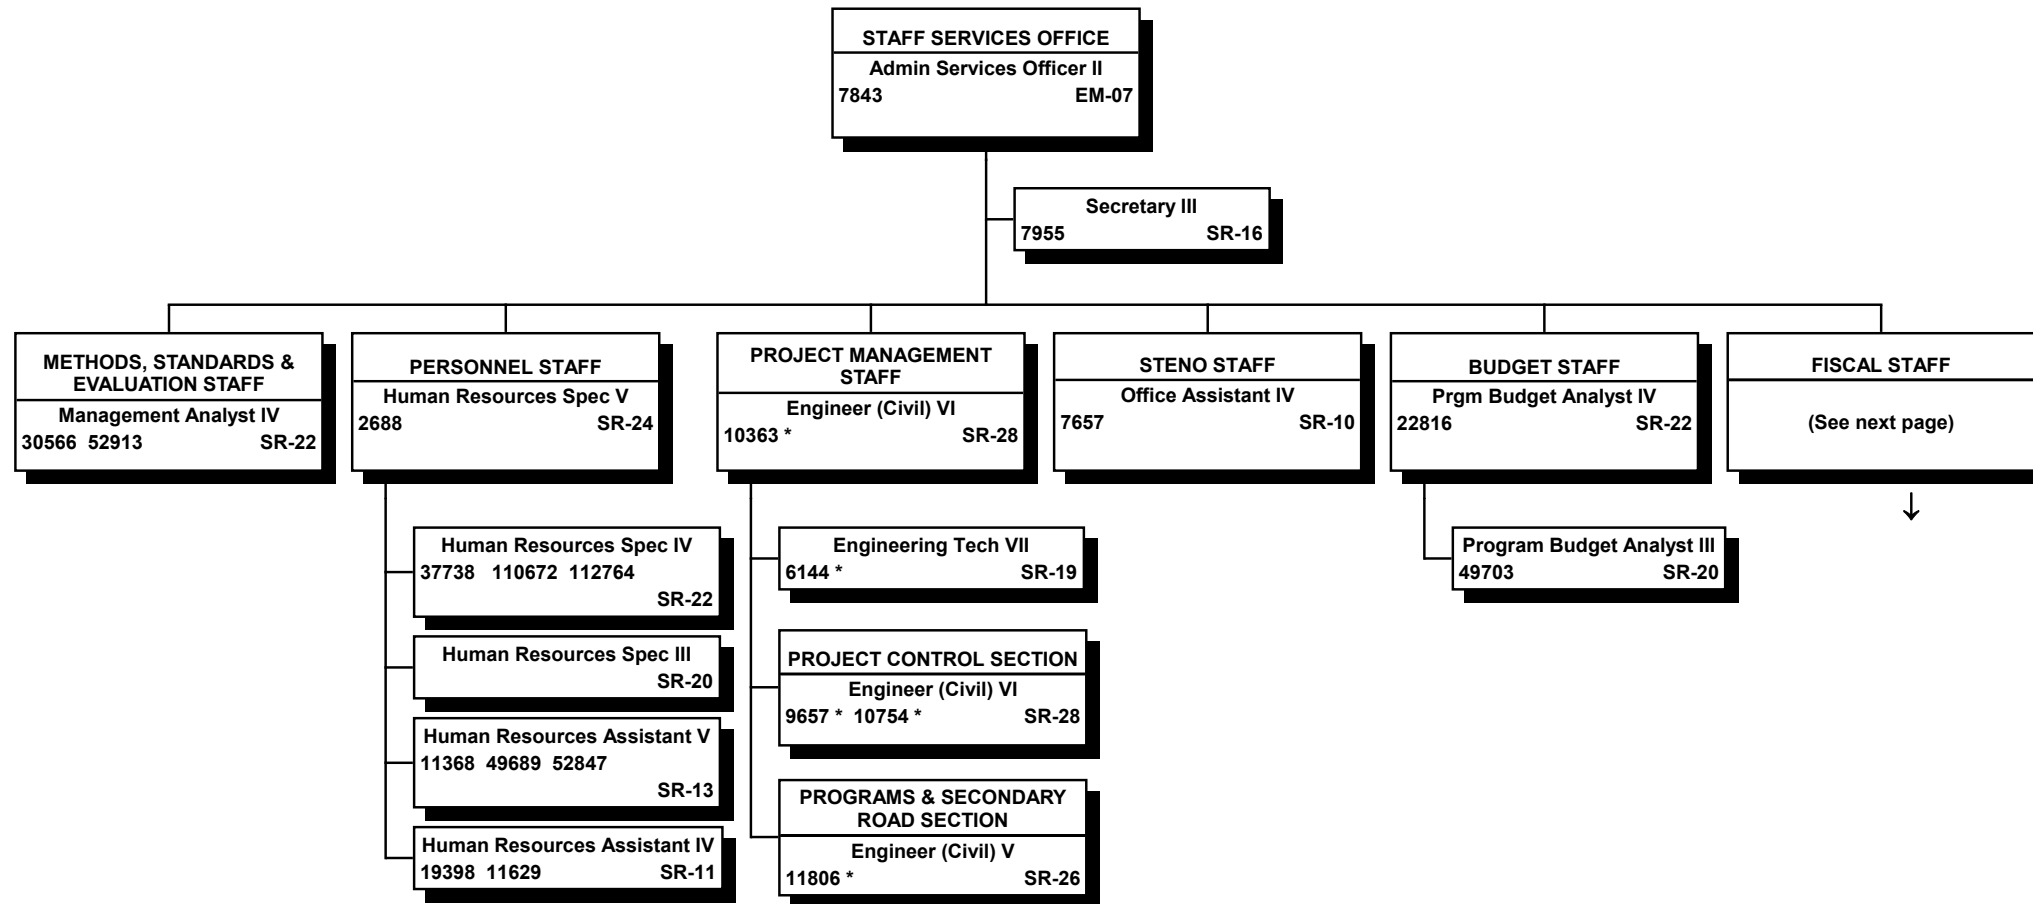 STAFF SERVICES OFFICE
Admin Services Officer II
7843 EM-07
Secretary III
7955 SR-16
METHODS, STANDARDS &
EVALUATION STAFF
Management Analyst IV
30566 52913 SR-22
PERSONNEL STAFF
Human Resources Spec V
2688 SR-24
Human Resources Spec IV
37738 110672 112764
SR-22
Human Resources Spec III
SR-20
Human Resources Assistant V
11368 49689 52847
SR-13
Human Resources Assistant IV
19398 11629 SR-11
PROJECT MANAGEMENT
STAFF
Engineer (Civil) VI
10363 * SR-28
Engineering Tech VII
6144 * SR-19
PROJECT CONTROL SECTION
Engineer (Civil) VI
9657 * 10754 * SR-28
PROGRAMS & SECONDARY
ROAD SECTION
Engineer (Civil) V
11806 * SR-26
STENO STAFF
Office Assistant IV
7657 SR-10
BUDGET STAFF
Prgm Budget Analyst IV
22816 SR-22
Program Budget Analyst III
49703 SR-20
FISCAL STAFF
(See next page)